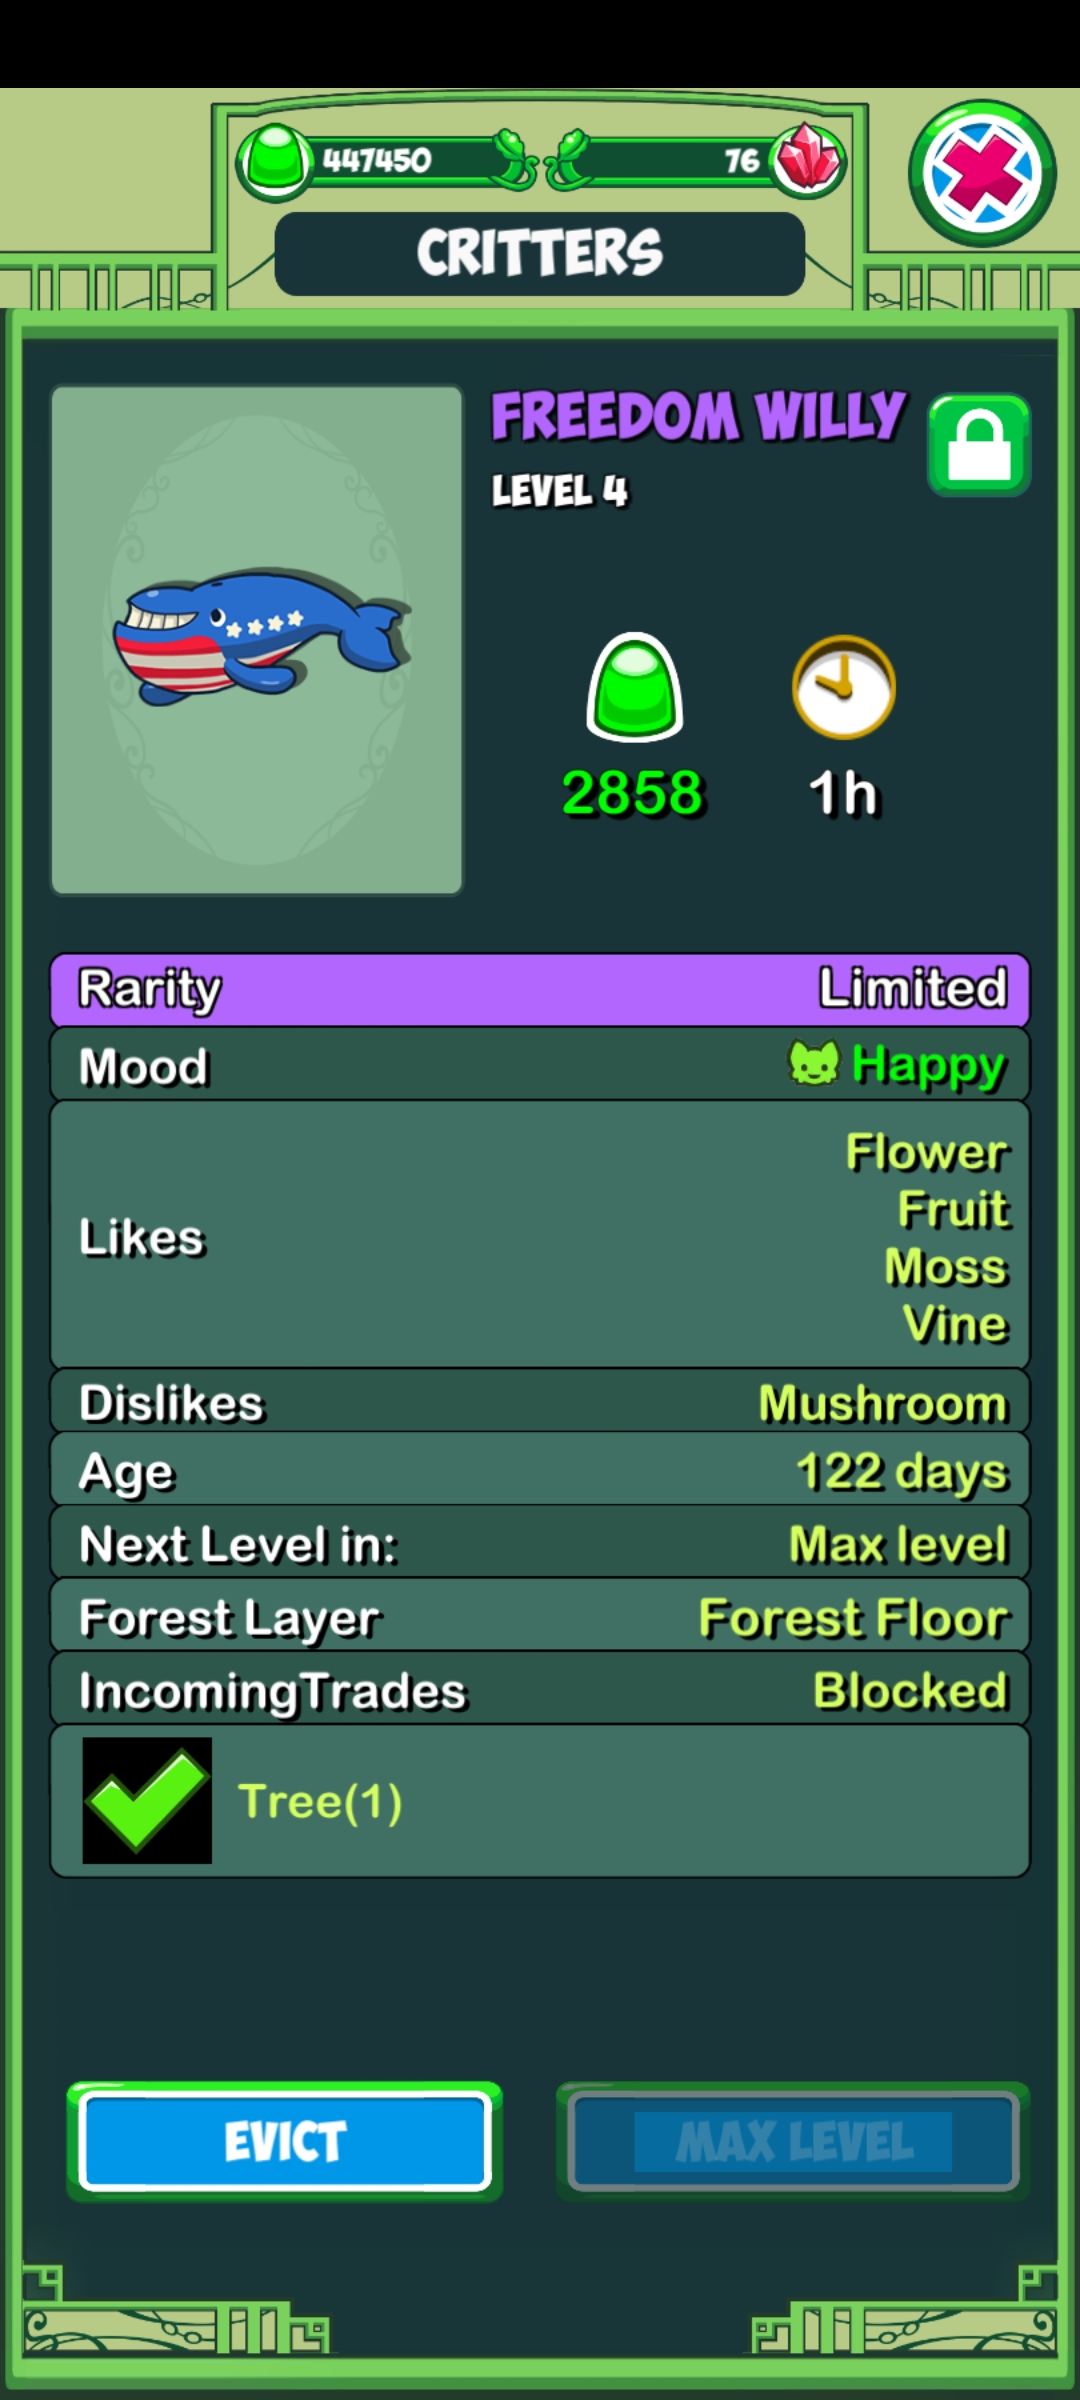 447450
76
CRITTERS
FREEDOM WILLY
LEVEL 4
2858
1h
Rarity Limited
Mood Happy
Likes
Flower
Fruit
Moss
Vine
Dislikes Mushroom
Age 122 days
Next Level in: Max level
Forest Layer Forest Floor
IncomingTrades Blocked
Tree(1)
EVICT
MAX LEVEL